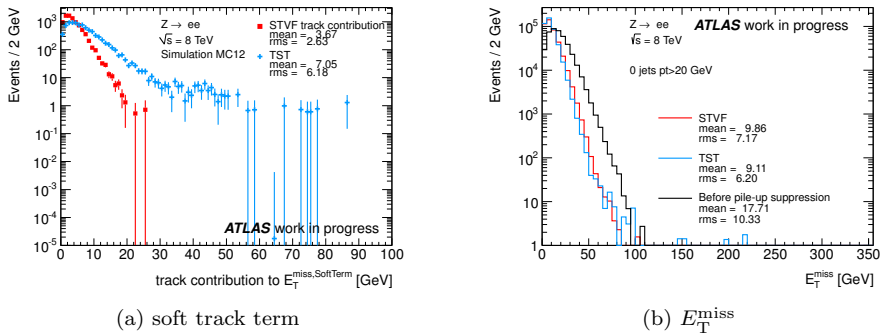 Events / 2 GeV
10³
10²
10
1
10⁻¹
10⁻²
10⁻³
10⁻⁴
10⁻⁵
Z → ee
√s = 8 TeV
Simulation MC12
STVF track contribution
mean = 3.67
rms = 2.63
TST
mean = 7.05
rms = 6.18
ATLAS work in progress
0 10 20 30 40 50 60 70 80 90 100
track contribution to E_T^miss,SoftTerm [GeV]
(a) soft track term
Events / 2 GeV
10⁵
10⁴
10³
10²
10
1
Z → ee
√s = 8 TeV
ATLAS work in progress
0 jets pt>20 GeV
STVF
mean = 9.86
rms = 7.17
TST
mean = 9.11
rms = 6.20
Before pile-up suppression
mean = 17.71
rms = 10.33
0 50 100 150 200 250 300 350
E_T^miss [GeV]
(b) E_T^miss